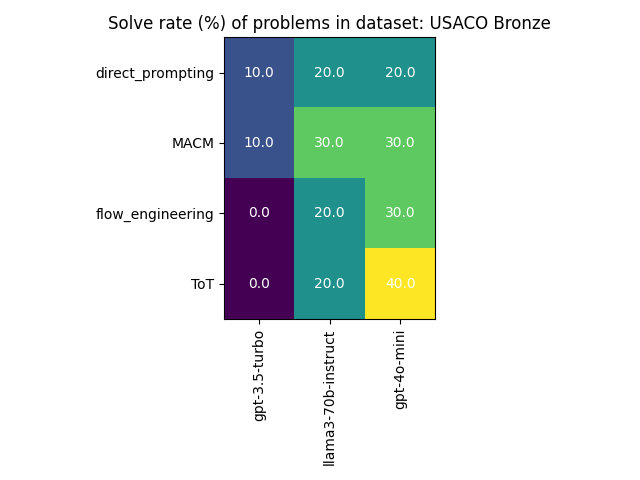 Solve rate (%) of problems in dataset: USACO Bronze
direct_prompting 10.0 20.0 20.0
MACM 10.0 30.0 30.0
flow_engineering 0.0 20.0 30.0
ToT 0.0 20.0 40.0
gpt-3.5-turbo
llama3-70b-instruct
gpt-4o-mini